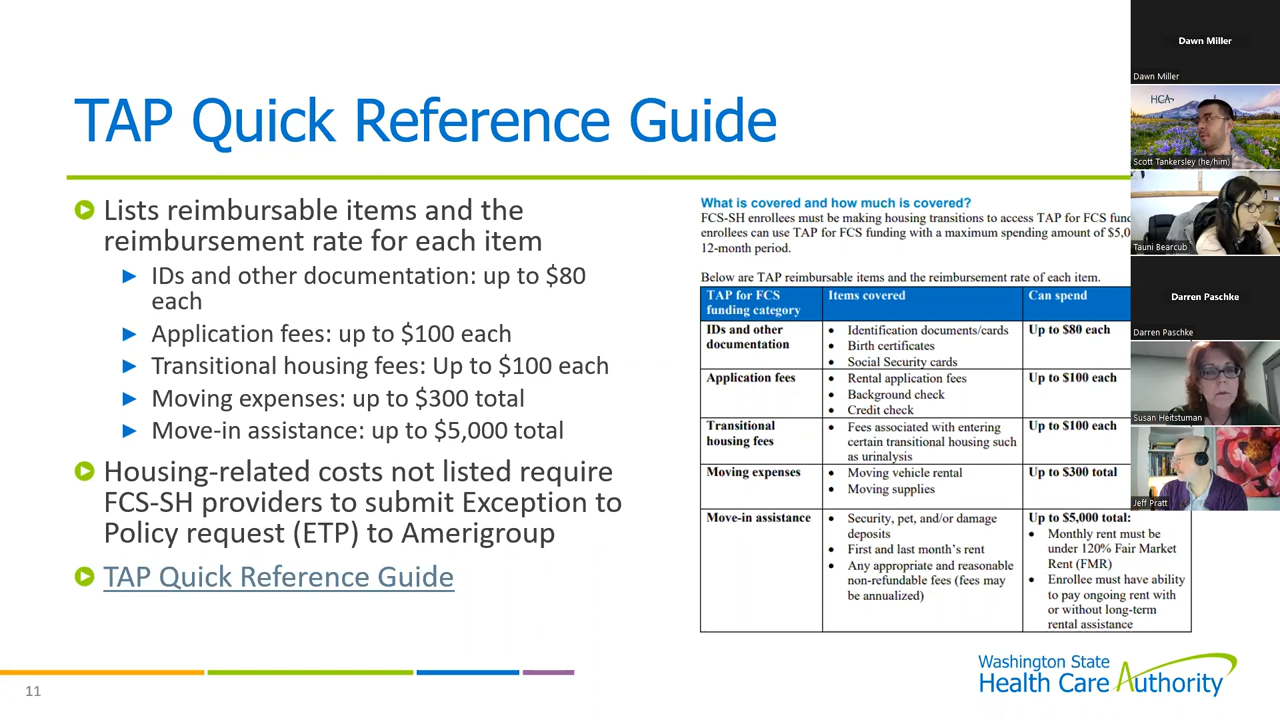 TAP Quick Reference Guide
Lists reimbursable items and the
reimbursement rate for each item
IDs and other documentation: up to $80
each
Application fees: up to $100 each
Transitional housing fees: Up to $100 each
Moving expenses: up to $300 total
Move-in assistance: up to $5,000 total
Housing-related costs not listed require
FCS-SH providers to submit Exception to
Policy request (ETP) to Amerigroup
TAP Quick Reference Guide
What is covered and how much is covered?
FCS-SH enrollees must be making housing transitions to access TAP for FCS fund
enrollees can use TAP for FCS funding with a maximum spending amount of $5,0
12-month period.
Below are TAP reimbursable items and the reimbursement rate of each item.
TAP for FCS
funding category
Items covered
Can spend
IDs and other
documentation
Identification documents/cards
Birth certificates
Social Security cards
Up to $80 each
Application fees
Rental application fees
Background check
Credit check
Up to $100 each
Transitional
housing fees
Fees associated with entering
certain transitional housing such
as urinalysis
Up to $100 each
Moving expenses
Moving vehicle rental
Moving supplies
Up to $300 total
Move-in assistance
Security, pet, and/or damage
deposits
First and last month's rent
Any appropriate and reasonable
non-refundable fees (fees may
be annualized)
Up to $5,000 total:
Monthly rent must be
under 120% Fair Market
Rent (FMR)
Enrollee must have ability
to pay ongoing rent with
or without long-term
rental assistance
11
Washington State
Health Care Authority
Dawn Miller
Dawn Miller
HCA
Scott Tankersley (he/him)
Tauni Bearcub
Darren Paschke
Darren Paschke
Susan Heitstuman
Jeff Pratt